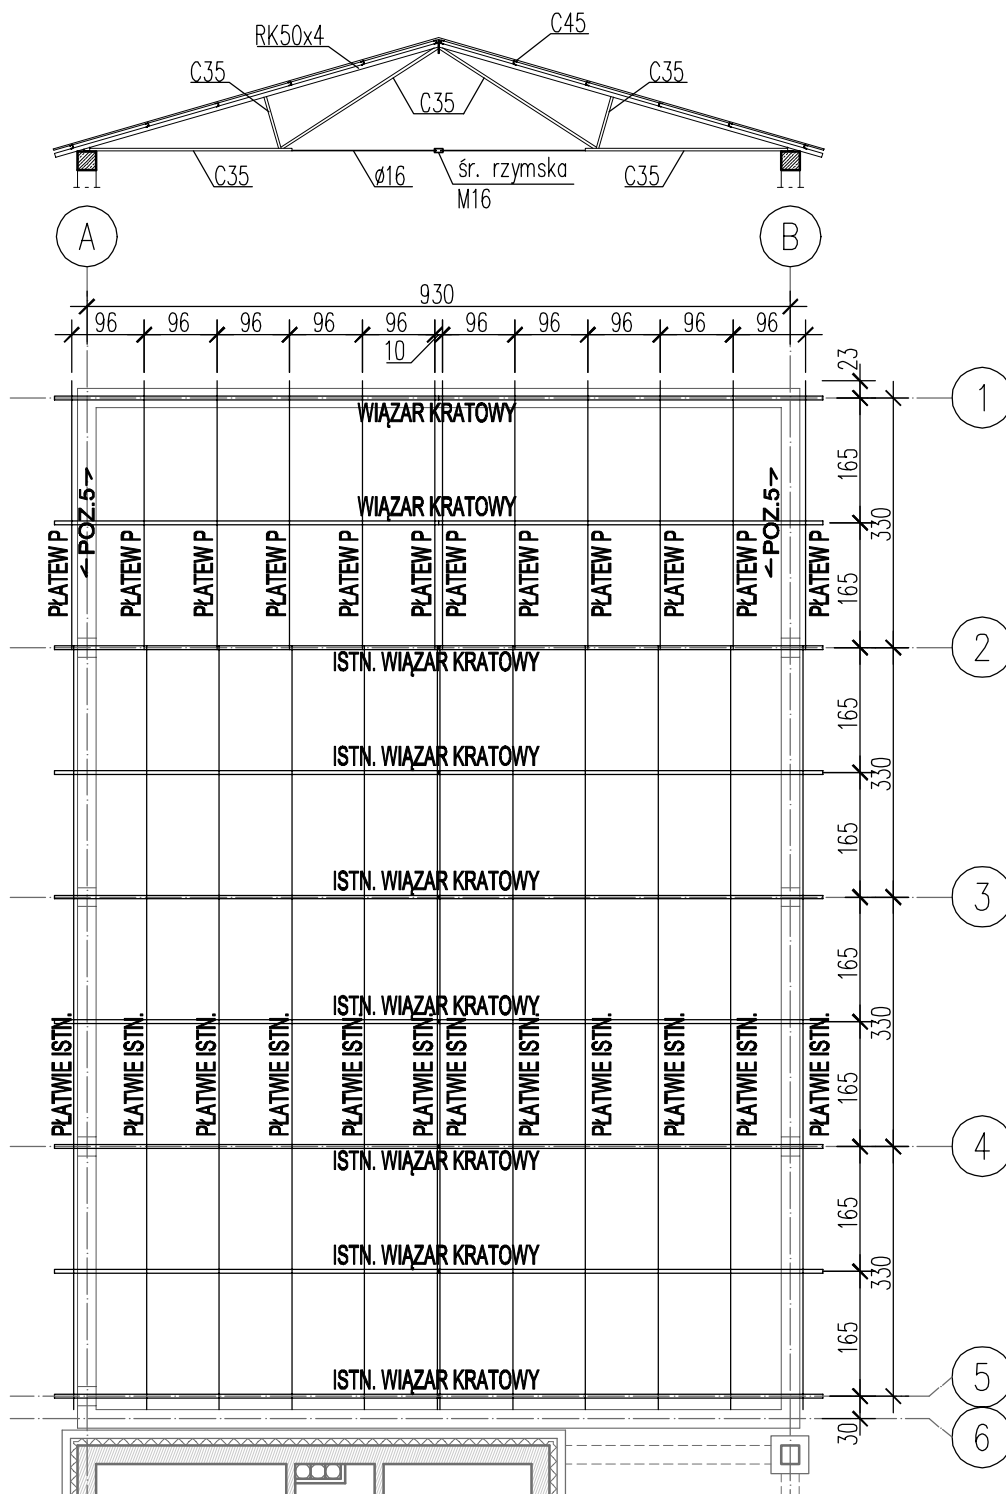 RK50x4
C45
C35
C35
C35
C35
ø16
śr. rzymska
M16
C35
A
B
930
96 96 96 96 96 96 96 96 96 96
10
23
1
WIĄZAR KRATOWY
165
<POZ.5>
<POZ.5>
WIĄZAR KRATOWY
330
PŁATEW P PŁATEW P PŁATEW P PŁATEW P PŁATEW P PŁATEW P PŁATEW P PŁATEW P PŁATEW P PŁATEW P PŁATEW P PŁATEW P
165
2
ISTN. WIĄZAR KRATOWY
165
ISTN. WIĄZAR KRATOWY
330
165
ISTN. WIĄZAR KRATOWY
3
165
ISTN. WIĄZAR KRATOWY
330
PŁATWIE ISTN. PŁATWIE ISTN. PŁATWIE ISTN. PŁATWIE ISTN. PŁATWIE ISTN. PŁATWIE ISTN. PŁATWIE ISTN. PŁATWIE ISTN. PŁATWIE ISTN. PŁATWIE ISTN. PŁATWIE ISTN. PŁATWIE ISTN.
165
4
ISTN. WIĄZAR KRATOWY
165
ISTN. WIĄZAR KRATOWY
330
165
ISTN. WIĄZAR KRATOWY
5
30
6